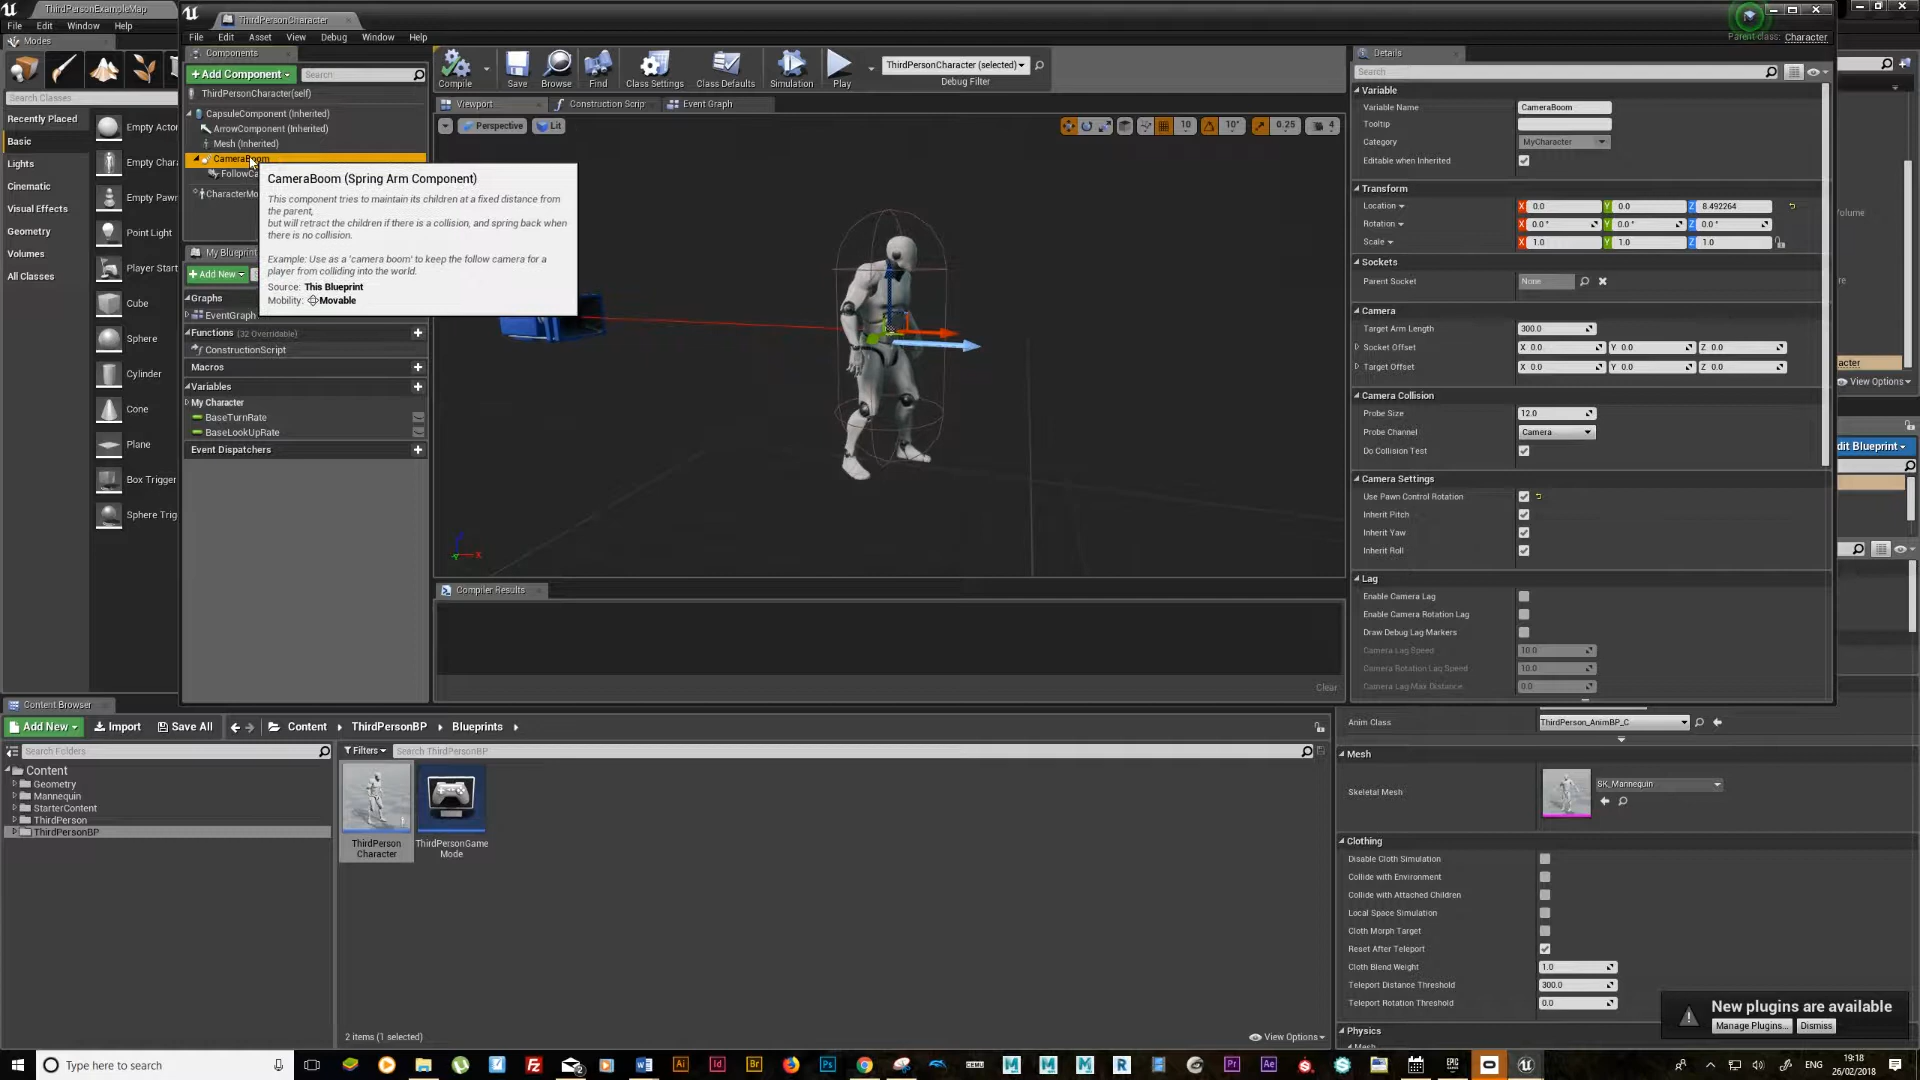 ThirdPersonExampleMap
File Edit Window Help
Modes
Search Classes
Recently Placed
Basic
Lights
Cinematic
Visual Effects
Geometry
Volumes
All Classes
Empty Actor
Empty Chara
Empty Pawn
Point Light
Player Start
Cube
Sphere
Cylinder
Cone
Plane
Box Trigger
Sphere Trig
ThirdPersonCharacter
File Edit Asset View Debug Window Help
Parent class: Character
Components
+Add Component
Search
ThirdPersonCharacter(self)
CapsuleComponent (Inherited)
ArrowComponent (Inherited)
Mesh (Inherited)
CameraBoom
FollowCa
CharacterMo
CameraBoom (Spring Arm Component)
This component tries to maintain its children at a fixed distance from
the parent,
but will retract the children if there is a collision, and spring back when
there is no collision.
Example: Use as a 'camera boom' to keep the follow camera for a
player from colliding into the world.
Source: This Blueprint
Mobility: Movable
My Blueprint
+Add New
Graphs
EventGraph
Functions (32 Overridable)
ConstructionScript
Macros
Variables
My Character
BaseTurnRate
BaseLookUpRate
Event Dispatchers
Compile
Save
Browse
Find
Class Settings
Class Defaults
Simulation
Play
ThirdPersonCharacter (selected)
Debug Filter
Viewport
Construction Scrip
Event Graph
Perspective
Lit
10
10°
0.25
4
X
Compiler Results
Clear
Details
Search
Variable
Variable Name CameraBoom
Tooltip
Category MyCharacter
Editable when Inherited
Transform
Location X 0.0 Y 0.0 Z 8.492264
Rotation X 0.0 ° Y 0.0 ° Z 0.0 °
Scale X 1.0 Y 1.0 Z 1.0
Sockets
Parent Socket None
Camera
Target Arm Length 300.0
Socket Offset X 0.0 Y 0.0 Z 0.0
Target Offset X 0.0 Y 0.0 Z 0.0
Camera Collision
Probe Size 12.0
Probe Channel Camera
Do Collision Test
Camera Settings
Use Pawn Control Rotation
Inherit Pitch
Inherit Yaw
Inherit Roll
Lag
Enable Camera Lag
Enable Camera Rotation Lag
Draw Debug Lag Markers
Camera Lag Speed 10.0
Camera Rotation Lag Speed 10.0
Camera Lag Max Distance 0.0
olume
re
acter
View Options
dit Blueprint
Content Browser
Add New Import Save All Content ThirdPersonBP Blueprints
Search Folders
Content
Geometry
Mannequin
StarterContent
ThirdPerson
ThirdPersonBP
Filters Search ThirdPersonBP
ThirdPerson
Character
ThirdPersonGame
Mode
2 items (1 selected)
View Options
Anim Class ThirdPerson_AnimBP_C
Mesh
Skeletal Mesh SK_Mannequin
Clothing
Disable Cloth Simulation
Collide with Environment
Collide with Attached Children
Local Space Simulation
Cloth Morph Target
Reset After Teleport
Cloth Blend Weight 1.0
Teleport Distance Threshold 300.0
Teleport Rotation Threshold 0.0
Physics
New plugins are available
Manage Plugins... Dismiss
Type here to search
W Ai Id Br Fz Ps CEMU M M M R Pr Ae
EPIC
ENG
19:18
26/02/2018